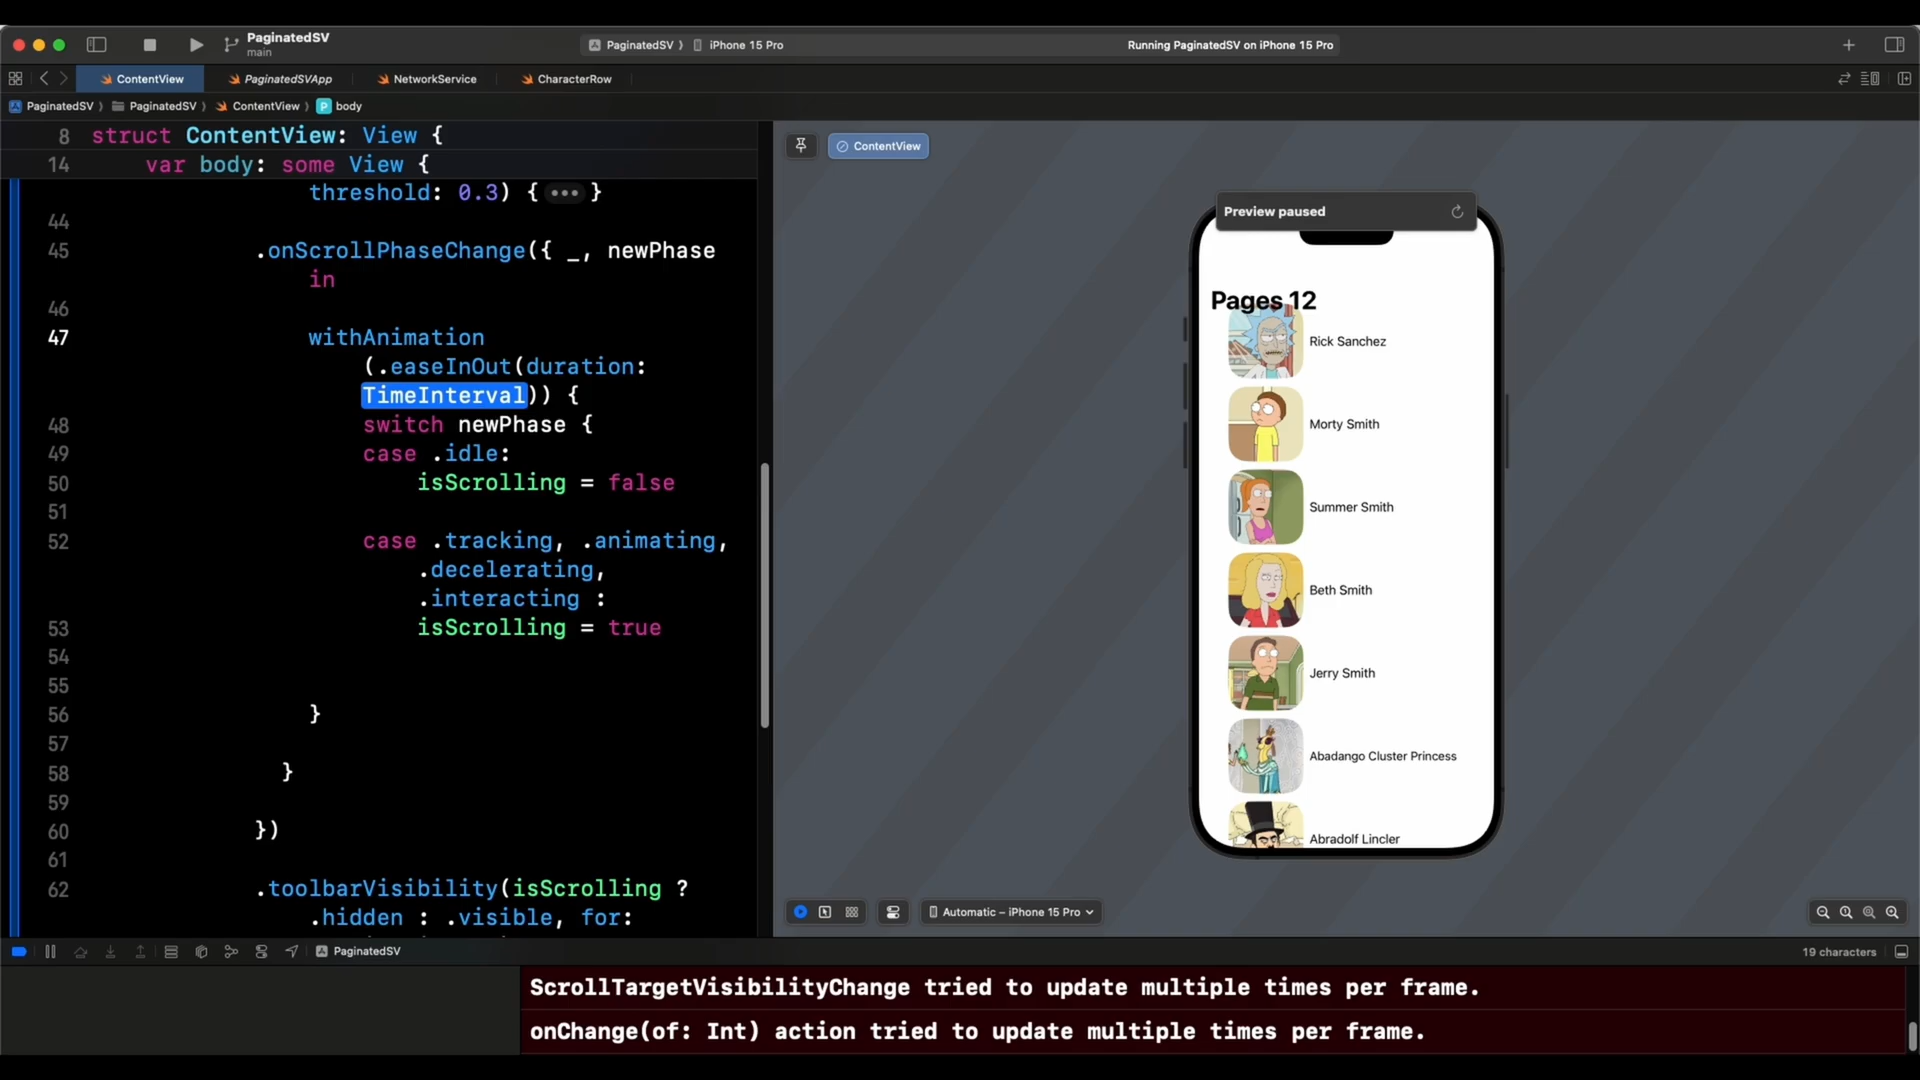 PaginatedSV
main
PaginatedSV
iPhone 15 Pro
Running PaginatedSV on iPhone 15 Pro
ContentView
PaginatedSVApp
NetworkService
CharacterRow
PaginatedSV
PaginatedSV
ContentView
P
body
8 struct ContentView: View {
14 var body: some View {
threshold: 0.3) { ••• }
44
45 .onScrollPhaseChange({ _, newPhase
in
46
47 withAnimation
(.easeInOut(duration:
TimeInterval)) {
48 switch newPhase {
49 case .idle:
50 isScrolling = false
51
52 case .tracking, .animating,
.decelerating,
.interacting :
53 isScrolling = true
54
55
56 }
57
58 }
59
60 })
61
62 .toolbarVisibility(isScrolling ?
.hidden : .visible, for:
ContentView
Preview paused
Pages 12
Rick Sanchez
Morty Smith
Summer Smith
Beth Smith
Jerry Smith
Abadango Cluster Princess
Abradolf Lincler
Automatic – iPhone 15 Pro
PaginatedSV
19 characters
ScrollTargetVisibilityChange tried to update multiple times per frame.
onChange(of: Int) action tried to update multiple times per frame.